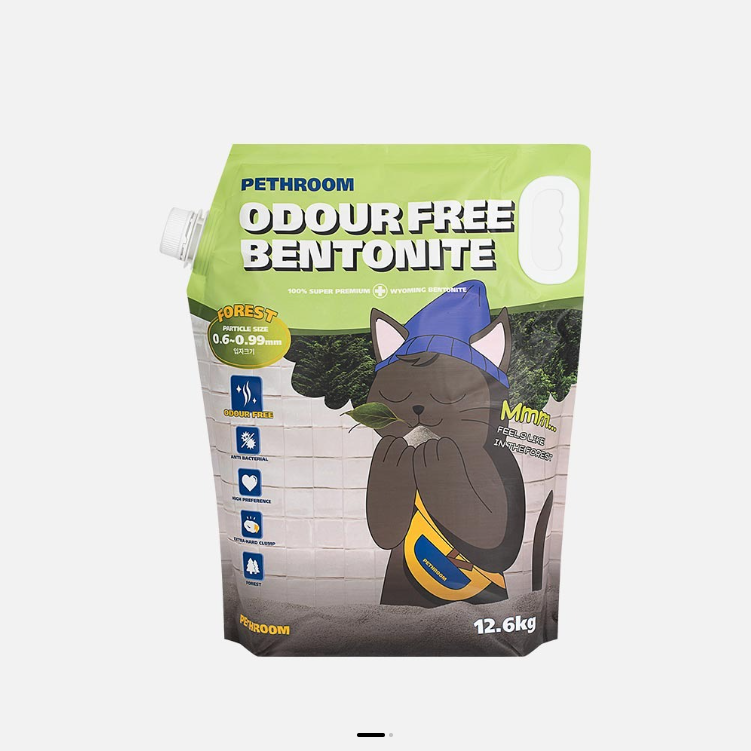 PETHROOM
ODOUR FREE
BENTONITE
100% SUPER PREMIUM WYOMING BENTONITE
FOREST
PARTICLE SIZE
0.6~0.99mm
입자크기
ODOUR FREE
ANTI BACTERIAL
HIGH PREFERENCE
EXTRA HARD CLUMP
FOREST
Mmm...
FEELS LIKE
IN THE FOREST
PETHROOM
PETHROOM
12.6kg